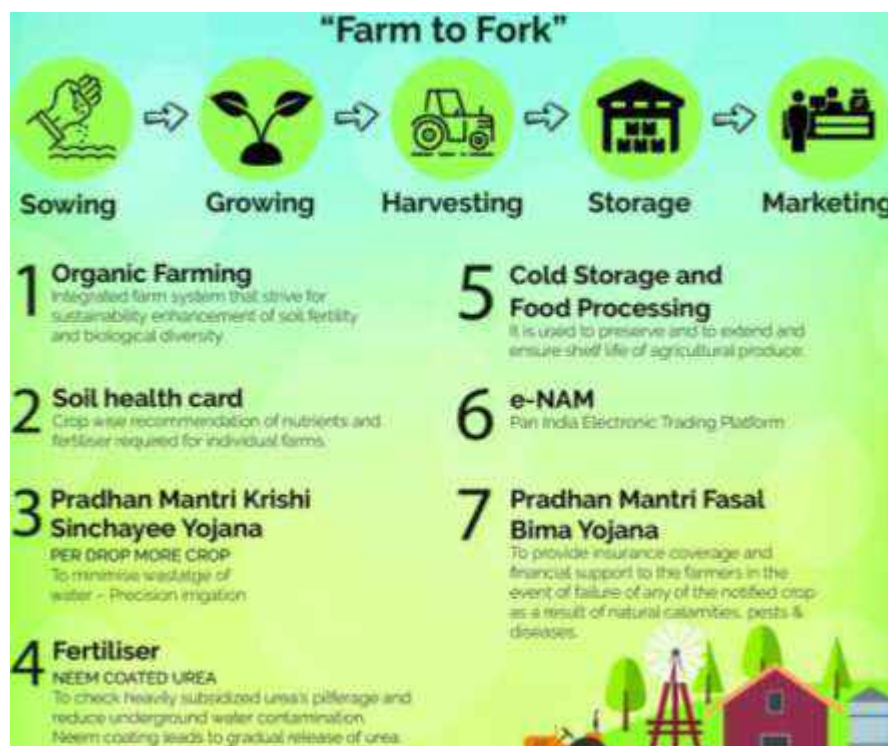 "Farm to Fork"
Sowing
Growing
Harvesting
Storage
Marketing
1 Organic Farming
Integrated farm system that strive for
sustainability enhancement of soil fertility
and biological diversity
2 Soil health card
Crop wise recommendation of nutrients and
fertiliser required for individual farms.
3 Pradhan Mantri Krishi
Sinchayee Yojana
PER DROP MORE CROP
To minimise wastatge of
water – Precision irrigation
4 Fertiliser
NEEM COATED UREA
To check heavily subsidized urea's pilferage and
reduce underground water contamination.
Neem coating leads to gradual release of urea.
5 Cold Storage and
Food Processing
It is used to preserve and to extend and
ensure shelf life of agricultural produce.
6 e-NAM
Pan India Electronic Trading Platform
7 Pradhan Mantri Fasal
Bima Yojana
To provide insurance coverage and
financial support to the farmers in the
event of failure of any of the notified crop
as a result of natural calamities, pests &
diseases.